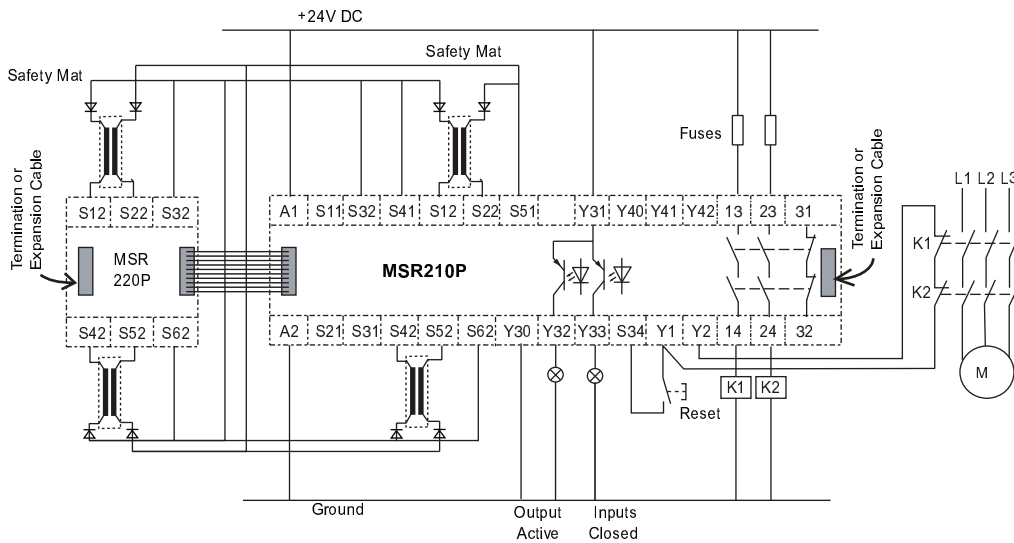 +24V DC
Safety Mat
Safety Mat
Fuses
Termination or
Expansion Cable
Termination or
Expansion Cable
L1 L2 L3
S12 S22 S32
A1 S11 S32 S41 S12 S22 S51 Y31 Y40 Y41 Y42 13 23 31
MSR
220P
MSR210P
K1
K2
S42 S52 S62
A2 S21 S31 S42 S52 S62 Y30 Y32 Y33 S34 Y1 Y2 14 24 32
M
K1 K2
Reset
Ground
Output
Active
Inputs
Closed